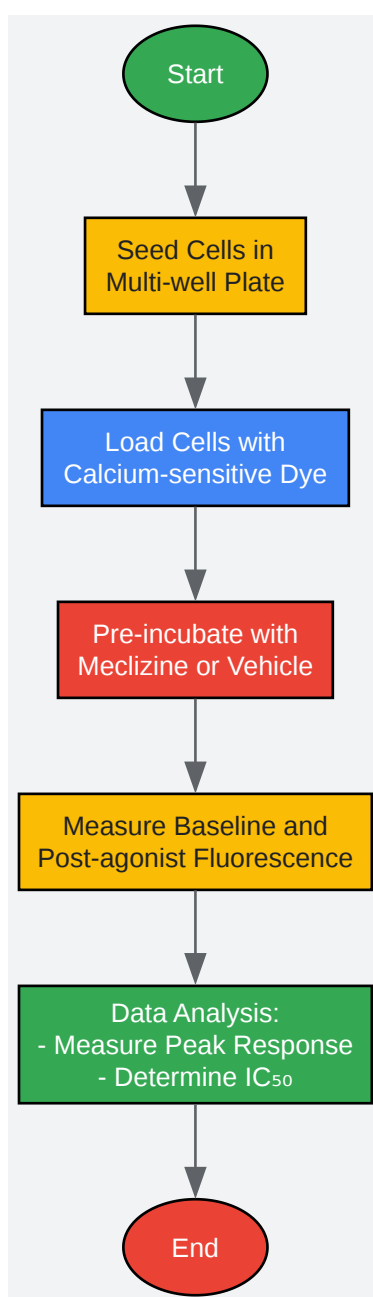 Start
Seed Cells in
Multi-well Plate
Load Cells with
Calcium-sensitive Dye
Pre-incubate with
Meclizine or Vehicle
Measure Baseline and
Post-agonist Fluorescence
Data Analysis:
- Measure Peak Response
- Determine IC₅₀
End